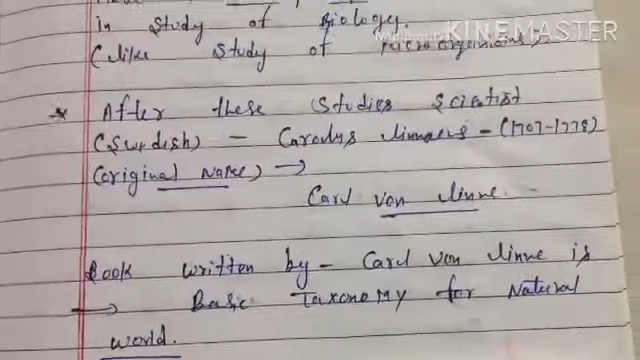 in study of Biology.
(like study of microorganisms).
KINEMASTER
* After these studies scientist
(Swedish) - Carolus linnaeus - (1707-1778)
(original Name) →
Carl von linne.
Book written by - Carl von linne is
→ Basic Taxonomy for Natural
world.